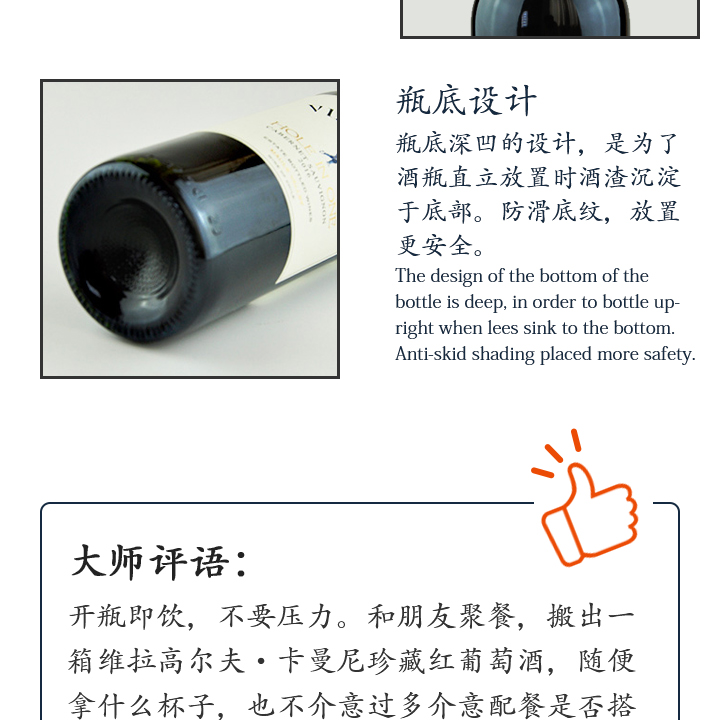 瓶底设计
瓶底深凹的设计，是为了
酒瓶直立放置时酒渣沉淀
于底部。防滑底纹，放置
更安全。
The design of the bottom of the
bottle is deep, in order to bottle up-
right when lees sink to the bottom.
Anti-skid shading placed more safety.
HOLE IN ONE
CABERNET SAUVIGNON
大师评语：
开瓶即饮，不要压力。和朋友聚餐，搬出一
箱维拉高尔夫·卡曼尼珍藏红葡萄酒，随便
拿什么杯子，也不介意过多介意配餐是否搭